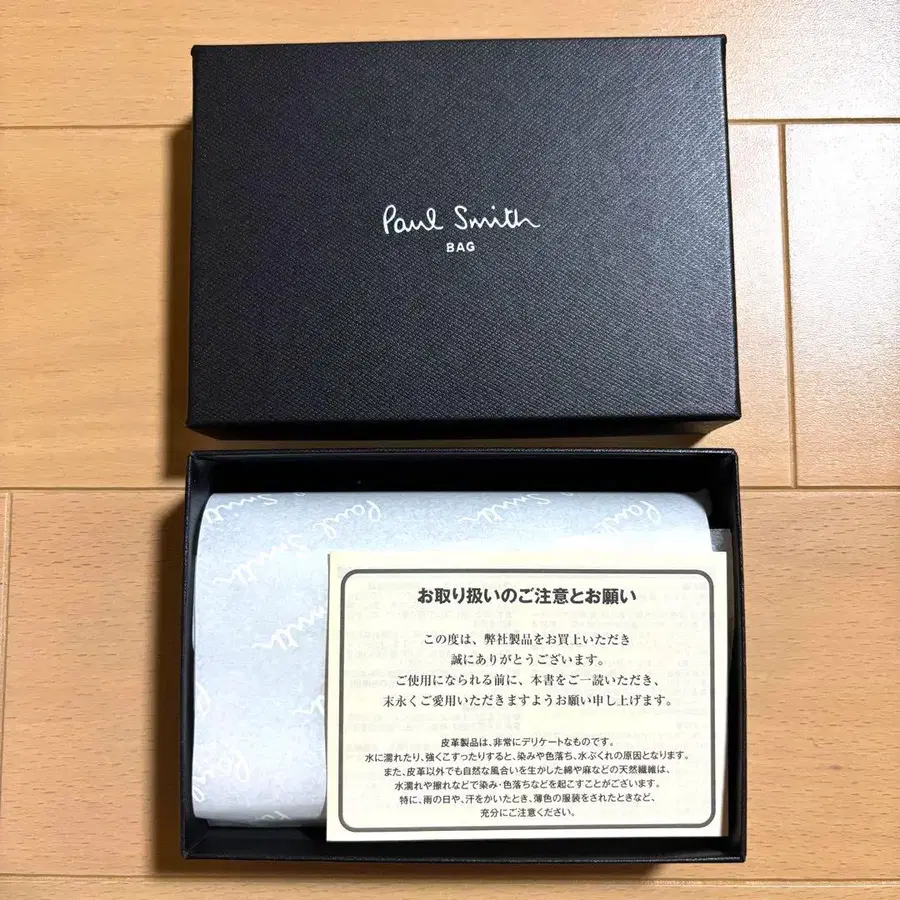 Paul Smith
BAG
Smith
Paul Smith
Paul
お取り扱いのご注意とお願い
この度は、弊社製品をお買上いただき
誠にありがとうございます。
ご使用になられる前に、本書をご一読いただき、
末永くご愛用いただきますようお願い申し上げます。
皮革製品は、非常にデリケートなものです。
水に濡れたり、強くこすったりすると、染みや色落ち、水ぶくれの原因となります。
また、皮革以外でも自然な風合いを生かした綿や麻などの天然繊維は、
水濡れや擦れなどで染み・色落ちなどを起こすことがございます。
特に、雨の日や、汗をかいたとき、薄色の服装をされたときなど、
充分にご注意ください。